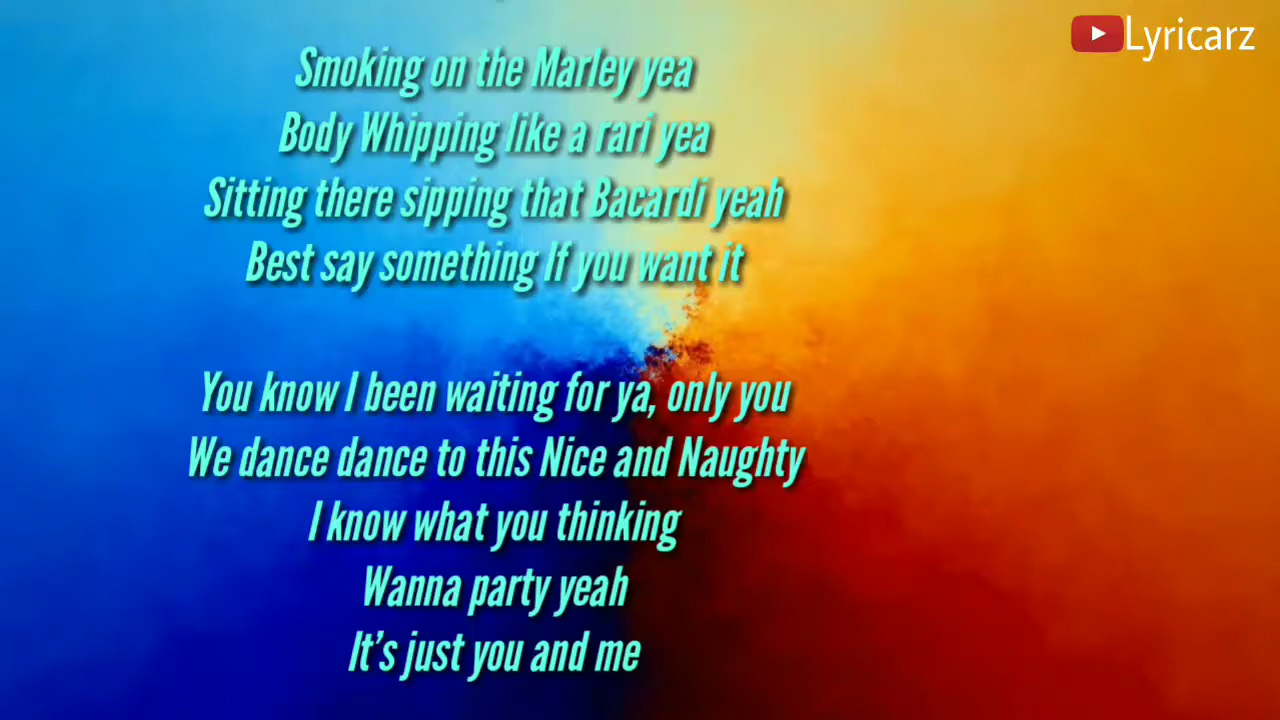 Lyricarz
Smoking on the Marley yea
Body Whipping like a rari yea
Sitting there sipping that Bacardi yeah
Best say something If you want it
You know I been waiting for ya, only you
We dance dance to this Nice and Naughty
I know what you thinking
Wanna party yeah
It's just you and me